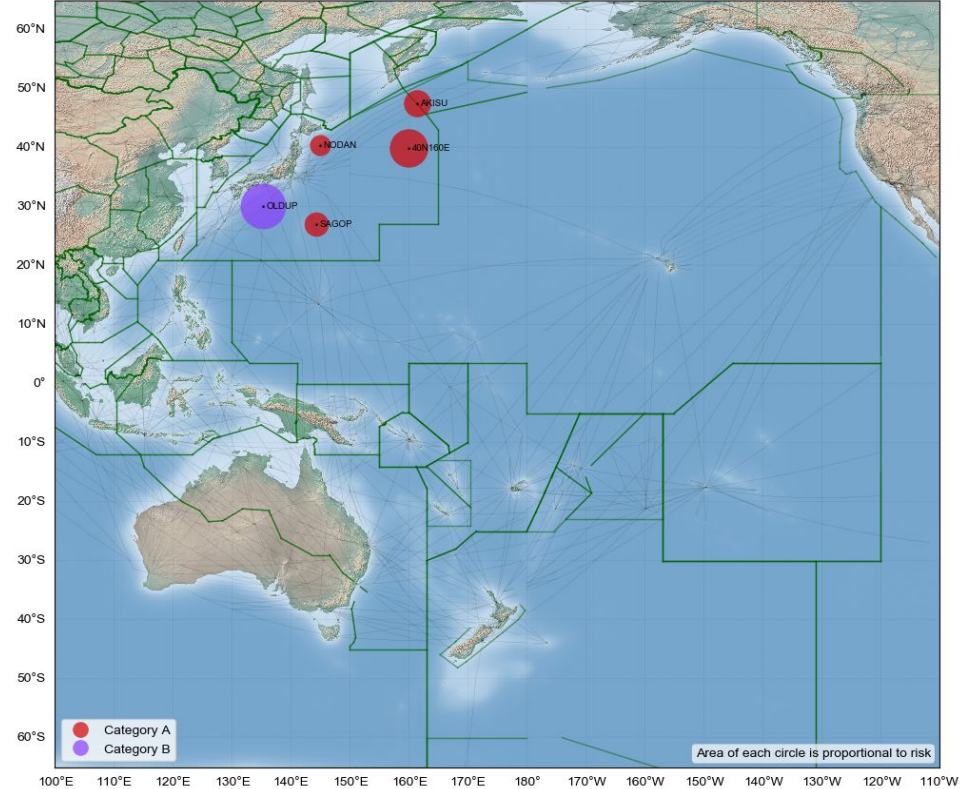 60°N
50°N
AKISU
NODAN
40°N
40N160E
30°N
OLDUP
SAGOP
20°N
10°N
0°
10°S
20°S
30°S
40°S
50°S
60°S
Category A
Category B
Area of each circle is proportional to risk
100°E 110°E 120°E 130°E 140°E 150°E 160°E 170°E 180° 170°W 160°W 150°W 140°W 130°W 120°W 110°W